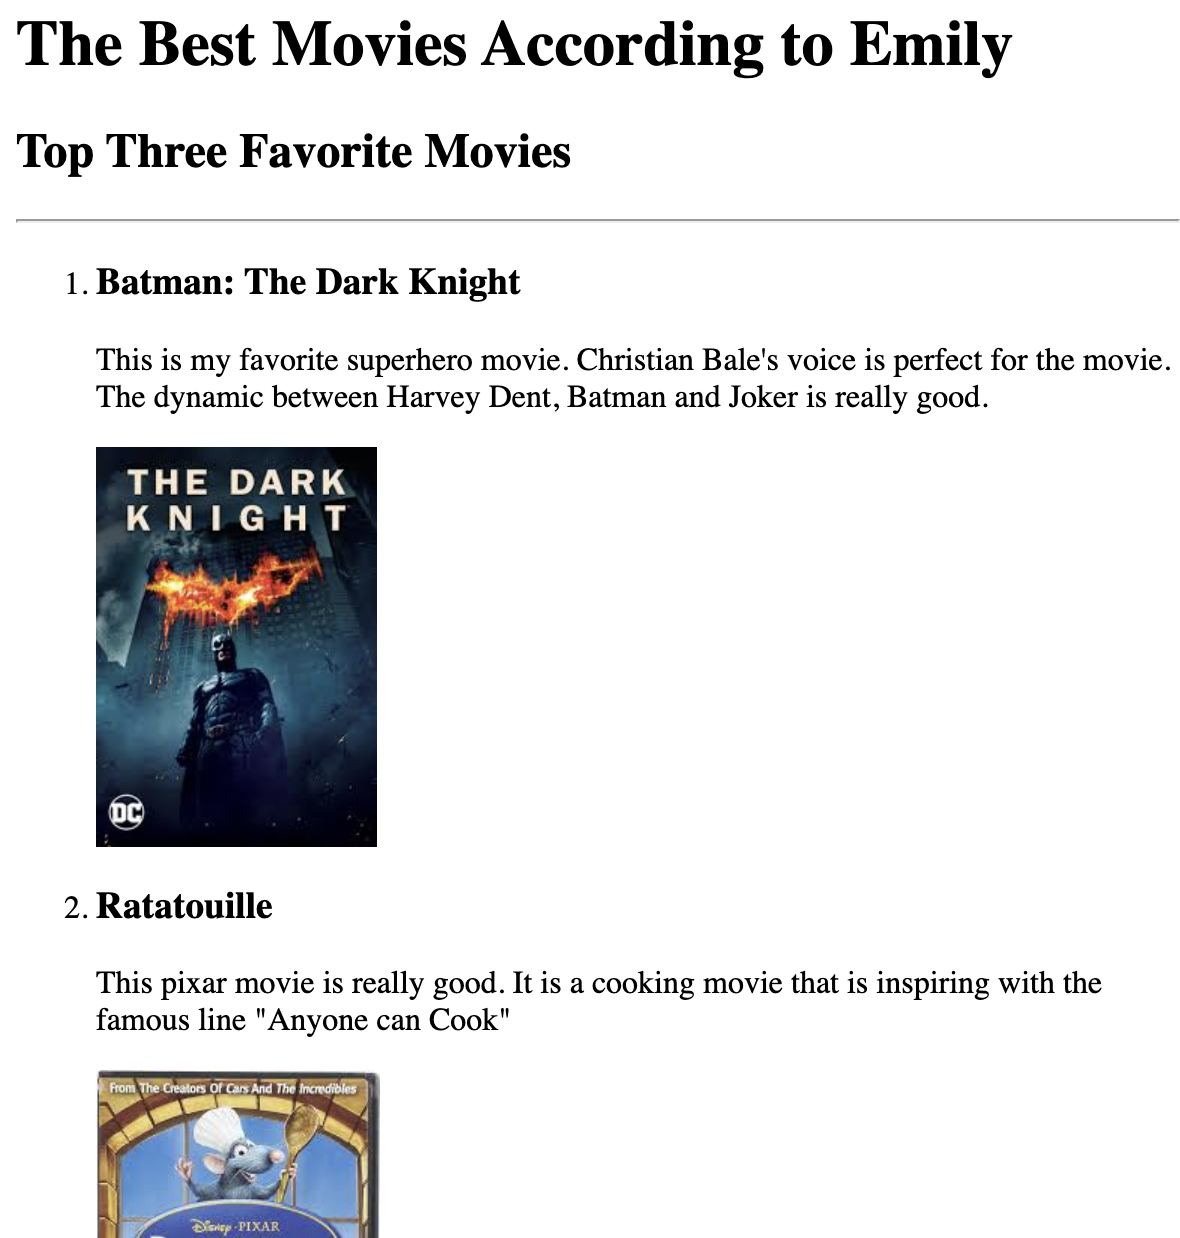 The Best Movies According to Emily
Top Three Favorite Movies
1. Batman: The Dark Knight
This is my favorite superhero movie. Christian Bale's voice is perfect for the movie.
The dynamic between Harvey Dent, Batman and Joker is really good.
THE DARK
KNIGHT
DC
2. Ratatouille
This pixar movie is really good. It is a cooking movie that is inspiring with the
famous line "Anyone can Cook"
From The Creators Of Cars And The Incredibles
Disney·PIXAR